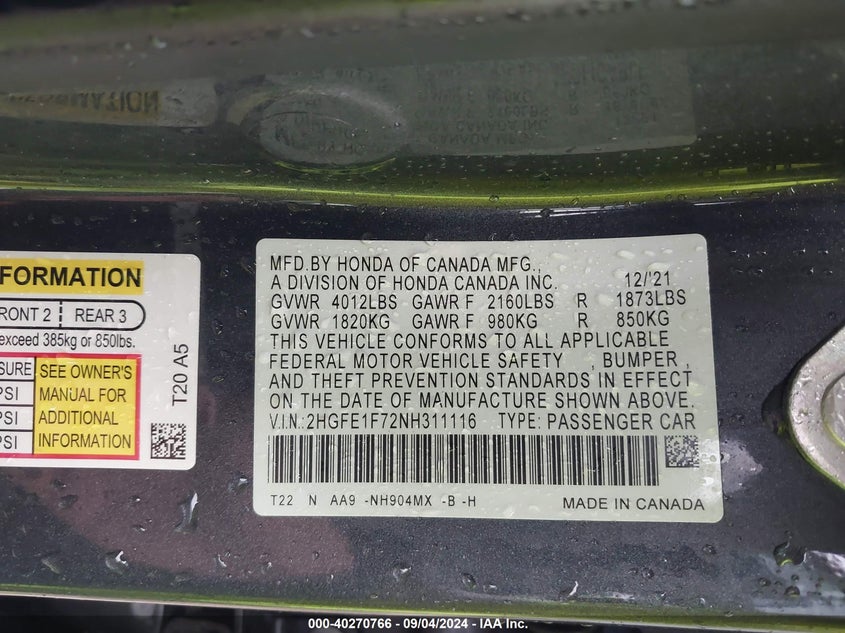 FORMATION
FRONT 2 REAR 3
exceed 385kg or 850lbs.
SURE SEE OWNER'S
PSI MANUAL FOR
PSI ADDITIONAL
PSI INFORMATION
T20 A5
MFD.BY HONDA OF CANADA MFG.,
A DIVISION OF HONDA CANADA INC. 12/'21
GVWR 4012LBS GAWR F 2160LBS R 1873LBS
GVWR 1820KG GAWR F 980KG R 850KG
THIS VEHICLE CONFORMS TO ALL APPLICABLE
FEDERAL MOTOR VEHICLE SAFETY , BUMPER ,
AND THEFT PREVENTION STANDARDS IN EFFECT
ON THE DATE OF MANUFACTURE SHOWN ABOVE.
V.I.N.:2HGFE1F72NH311116 TYPE: PASSENGER CAR
T22 N AA9 -NH904MX -B -H MADE IN CANADA
000-40270766 - 09/04/2024 - IAA Inc.